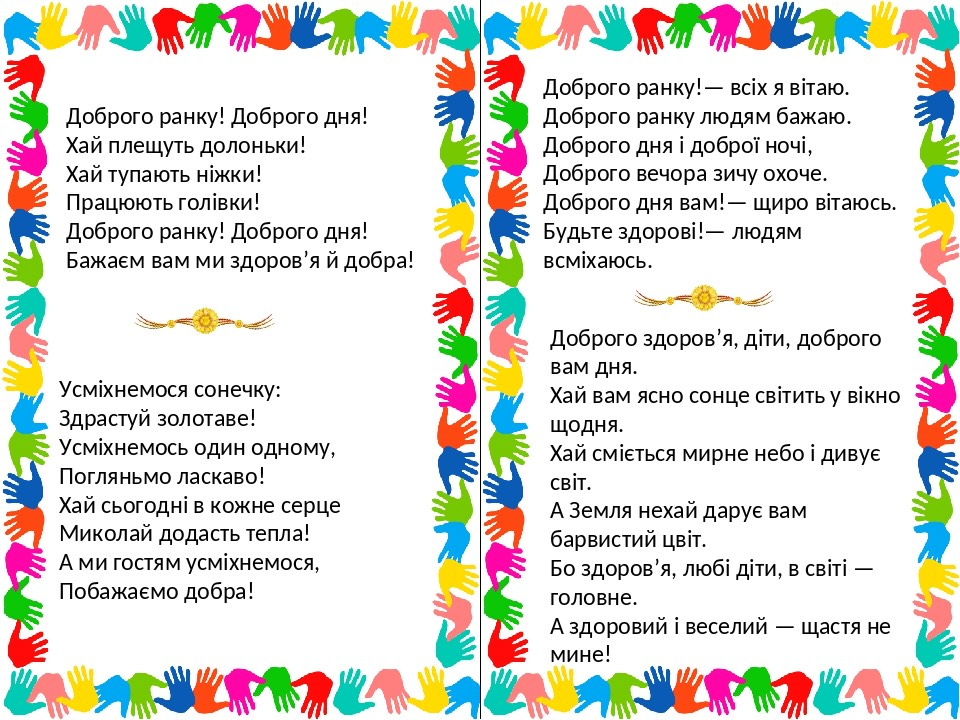 Доброго ранку! Доброго дня!
Хай плещуть долоньки!
Хай тупають ніжки!
Працюють голівки!
Доброго ранку! Доброго дня!
Бажаєм вам ми здоров’я й добра!
Усміхнемося сонечку:
Здрастуй золотаве!
Усміхнемось один одному,
Погляньмо ласкаво!
Хай сьогодні в кожне серце
Миколай додасть тепла!
А ми гостям усміхнемося,
Побажаємо добра!
Доброго ранку!— всіх я вітаю.
Доброго ранку людям бажаю.
Доброго дня і доброї ночі,
Доброго вечора зичу охоче.
Доброго дня вам!— щиро вітаюсь.
Будьте здорові!— людям
всміхаюсь.
Доброго здоров’я, діти, доброго
вам дня.
Хай вам ясно сонце світить у вікно
щодня.
Хай сміється мирне небо і дивує
світ.
А Земля нехай дарує вам
барвистий цвіт.
Бо здоров’я, любі діти, в світі —
головне.
А здоровий і веселий — щастя не
мине!